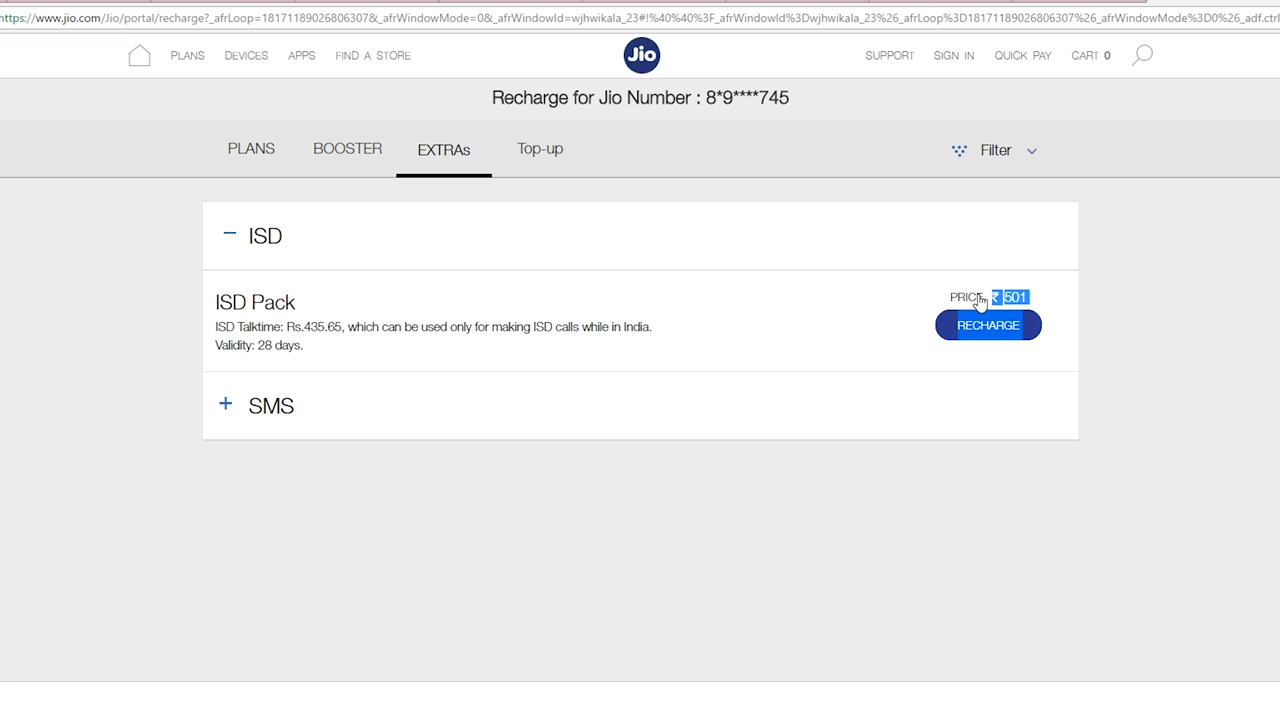 https://www.jio.com/Jio/portal/recharge?_afrLoop=18171189026806307&_afrWindowMode=0&_afrWindowId=wjhwikala_23#!%40%40%3F_afrWindowId%3Dwjhwikala_23%26_afrLoop%3D18171189026806307%26_afrWindowMode%3D0%26_adf.ctrl
PLANS DEVICES APPS FIND A STORE Jio SUPPORT SIGN IN QUICK PAY CART 0
Recharge for Jio Number : 8*9****745
PLANS BOOSTER EXTRAs Top-up Filter
− ISD
ISD Pack PRICE ₹ 501
ISD Talktime: Rs.435.65, which can be used only for making ISD calls while in India. RECHARGE
Validity: 28 days.
+ SMS